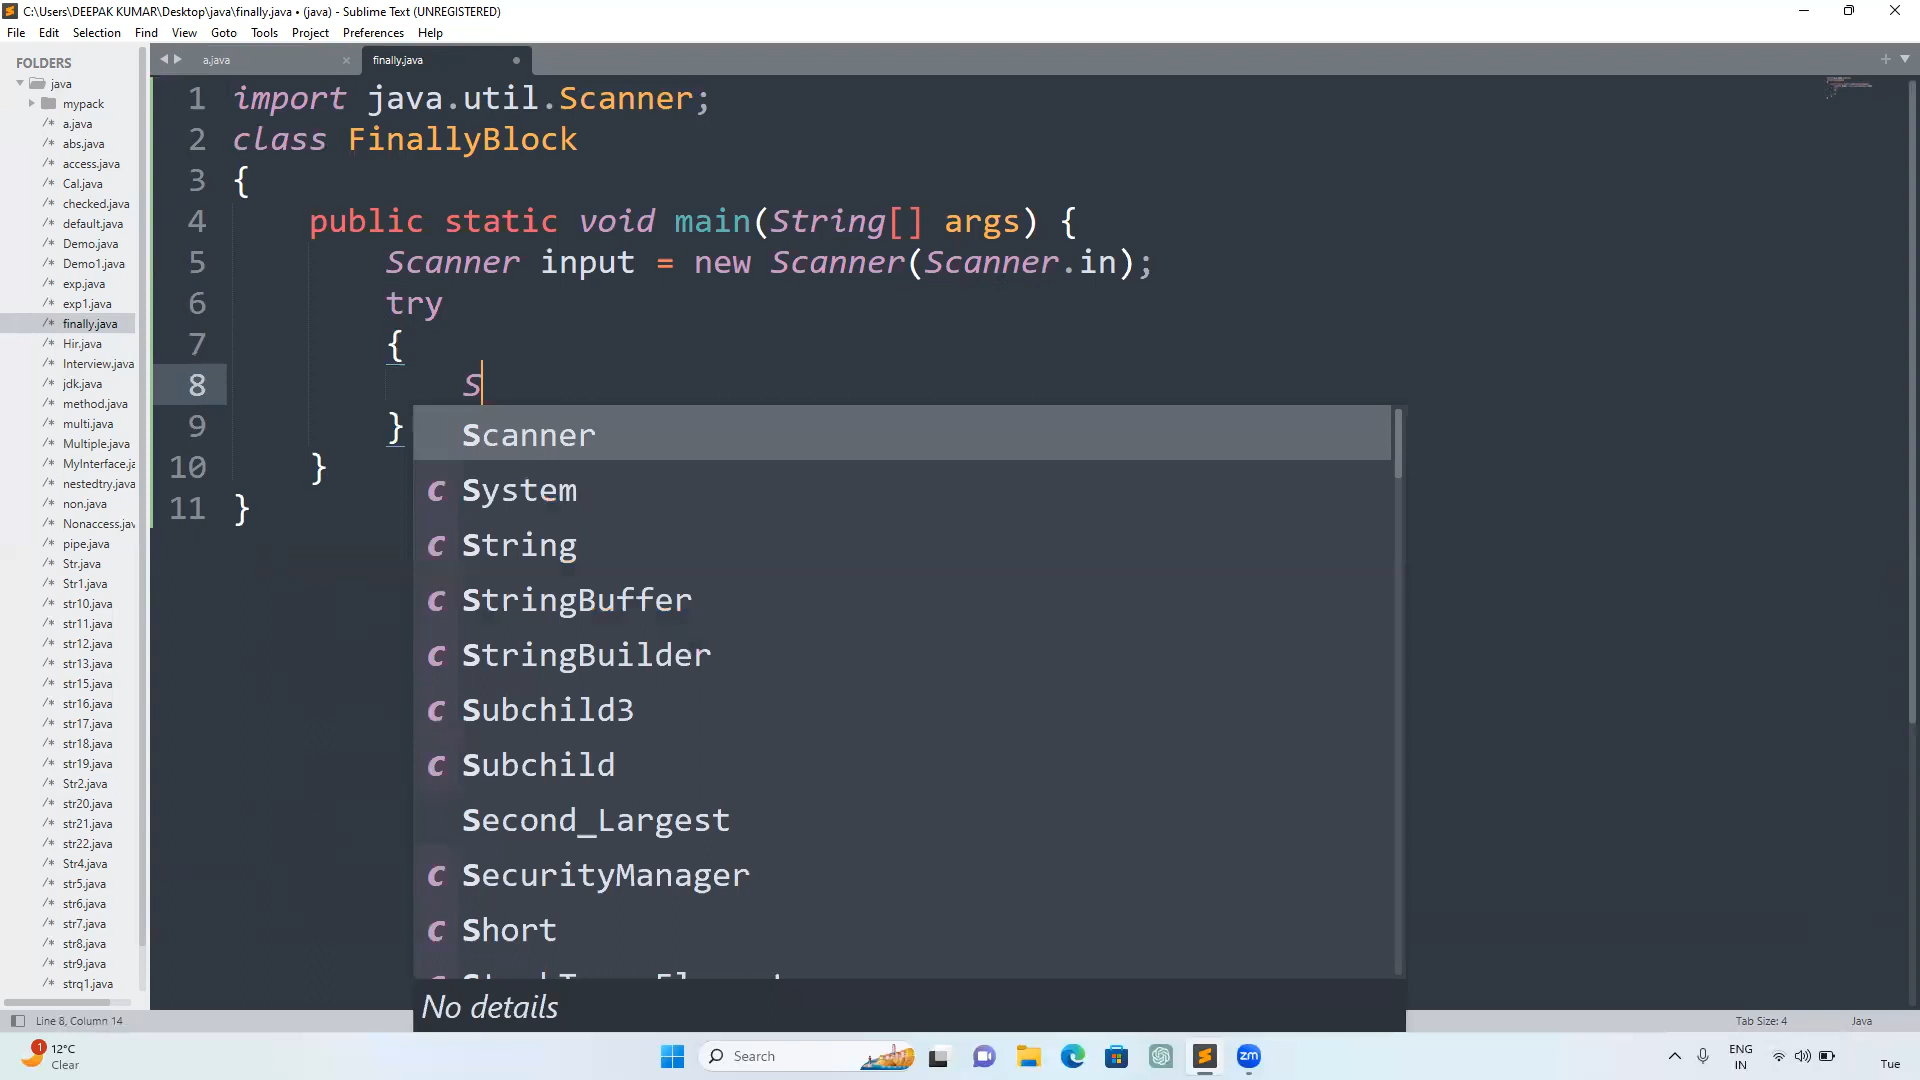 C:\Users\DEEPAK KUMAR\Desktop\java\finally.java • (java) - Sublime Text (UNREGISTERED)
File Edit Selection Find View Goto Tools Project Preferences Help
FOLDERS
java
mypack
/* a.java
/* abs.java
/* access.java
/* Cal.java
/* checked.java
/* default.java
/* Demo.java
/* Demo1.java
/* exp.java
/* exp1.java
/* finally.java
/* Hir.java
/* Interview.java
/* jdk.java
/* method.java
/* multi.java
/* Multiple.java
/* MyInterface.ja
/* nestedtry.java
/* non.java
/* Nonaccess.jav
/* pipe.java
/* Str.java
/* Str1.java
/* str10.java
/* str11.java
/* str12.java
/* str13.java
/* str15.java
/* str16.java
/* str17.java
/* str18.java
/* str19.java
/* Str2.java
/* str20.java
/* str21.java
/* str22.java
/* Str4.java
/* str5.java
/* str6.java
/* str7.java
/* str8.java
/* str9.java
/* strq1.java
a.java finally.java
1 import java.util.Scanner;
2 class FinallyBlock
3 {
4 public static void main(String[] args) {
5 Scanner input = new Scanner(Scanner.in);
6 try
7 {
8 S
9 }
10 }
11 }
Scanner
c System
c String
c StringBuffer
c StringBuilder
c Subchild3
c Subchild
Second_Largest
c SecurityManager
c Short
No details
Line 8, Column 14
Tab Size: 4 Java
1
12°C
Clear
Search
zm
ENG
IN
Tue